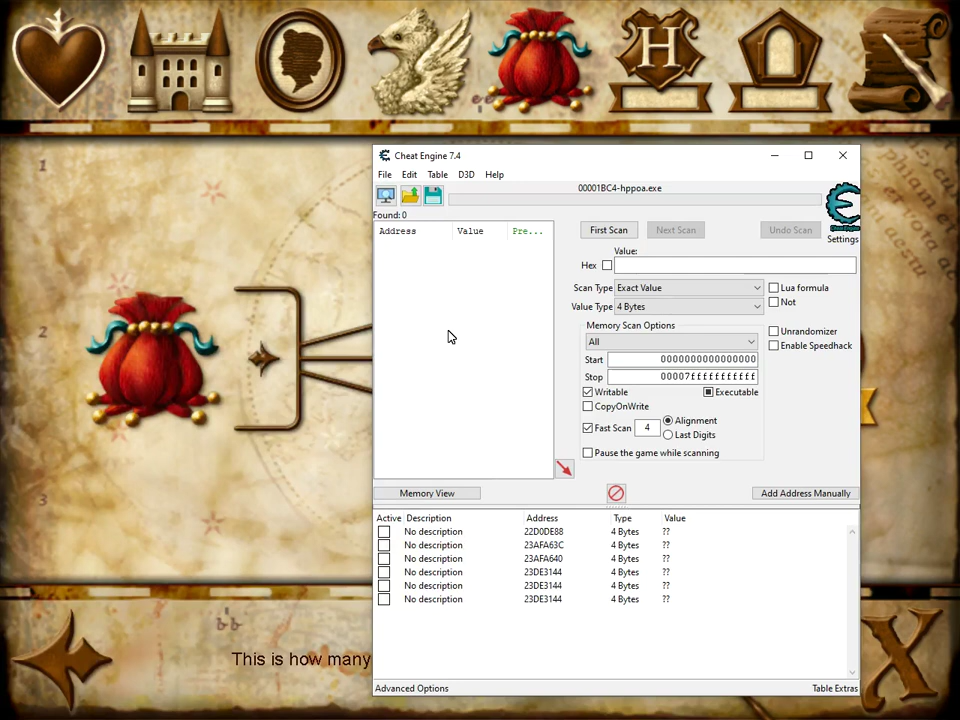 H
Cheat Engine 7.4
File Edit Table D3D Help
00001BC4-hppoa.exe
Found: 0
Address Value Pre...
First Scan Next Scan Undo Scan
Cheat Engine
Settings
Value:
Hex
Scan Type Exact Value
Lua formula
Not
Value Type 4 Bytes
Memory Scan Options
All
Unrandomizer
Enable Speedhack
Start 0000000000000000
Stop 00007fffffffffff
Writable Executable
CopyOnWrite
Fast Scan 4 Alignment
Last Digits
Pause the game while scanning
Memory View
Add Address Manually
Active Description Address Type Value
No description 22D0DE88 4 Bytes ??
No description 23AFA63C 4 Bytes ??
No description 23AFA640 4 Bytes ??
No description 23DE3144 4 Bytes ??
No description 23DE3144 4 Bytes ??
No description 23DE3144 4 Bytes ??
Advanced Options Table Extras
1
2
3
This is how many
X